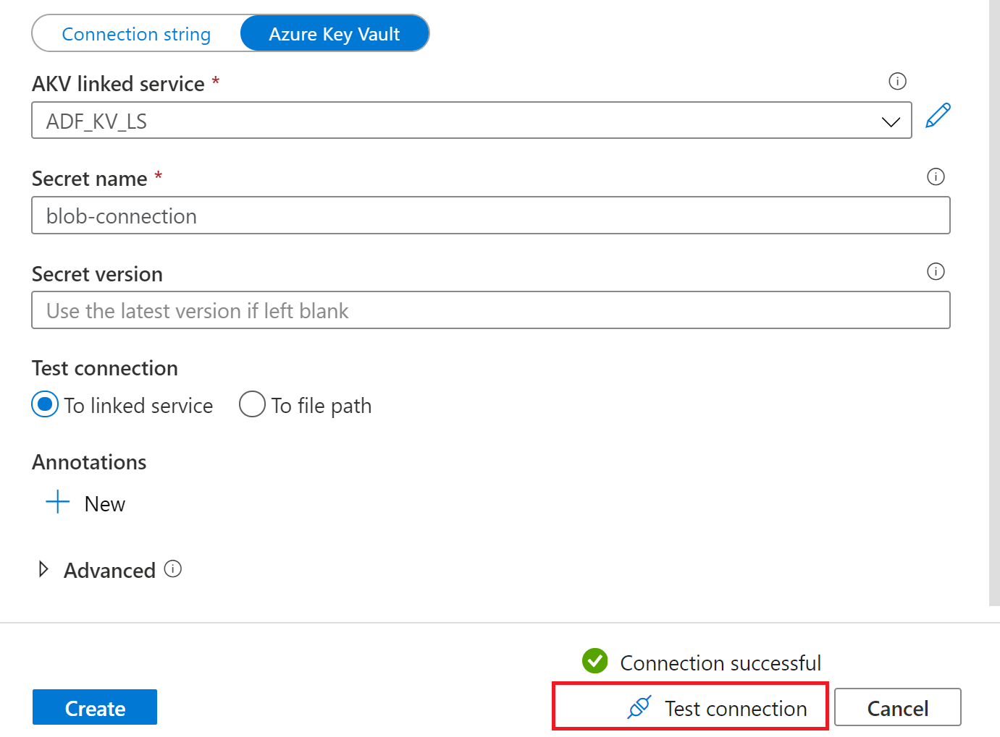 Connection string Azure Key Vault
AKV linked service *
ADF_KV_LS
Secret name *
blob-connection
Secret version
Use the latest version if left blank
Test connection
To linked service To file path
Annotations
New
Advanced
Connection successful
Create Test connection Cancel